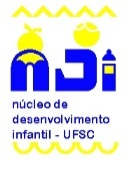 NDI
núcleo de
desenvolvimento
infantil - UFSC